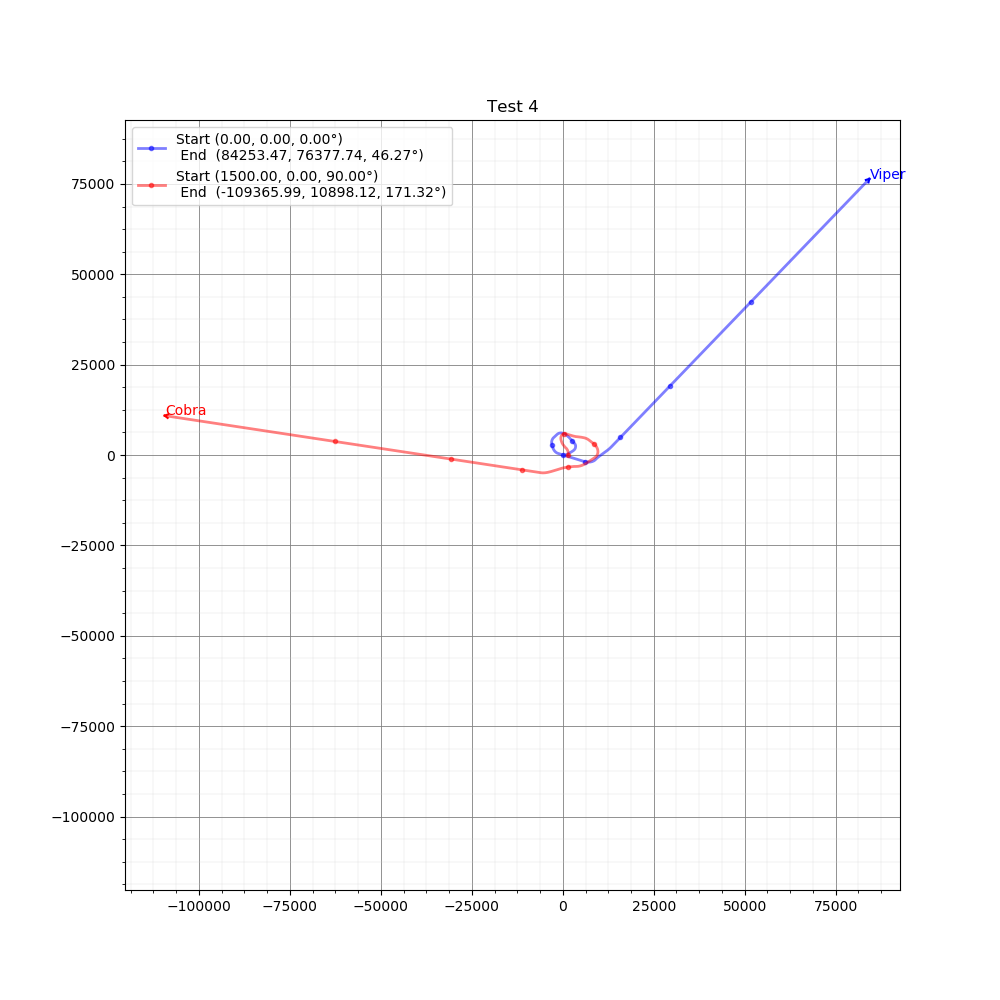 Test 4
Start (0.00, 0.00, 0.00°)
End (84253.47, 76377.74, 46.27°)
Start (1500.00, 0.00, 90.00°)
End (-109365.99, 10898.12, 171.32°)
Viper
Cobra
75000
50000
25000
0
−25000
−50000
−75000
−100000
−100000 −75000 −50000 −25000 0 25000 50000 75000